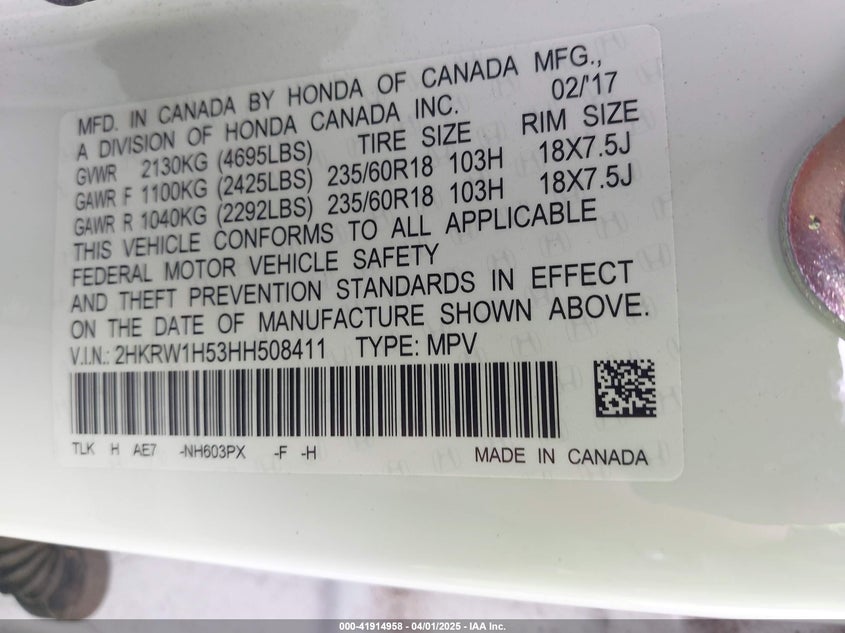 MFD. IN CANADA BY HONDA OF CANADA MFG.,
A DIVISION OF HONDA CANADA INC. 02/'17
GVWR 2130KG (4695LBS) TIRE SIZE RIM SIZE
GAWR F 1100KG (2425LBS) 235/60R18 103H 18X7.5J
GAWR R 1040KG (2292LBS) 235/60R18 103H 18X7.5J
THIS VEHICLE CONFORMS TO ALL APPLICABLE
FEDERAL MOTOR VEHICLE SAFETY
AND THEFT PREVENTION STANDARDS IN EFFECT
ON THE DATE OF MANUFACTURE SHOWN ABOVE.
V.I.N.: 2HKRW1H53HH508411 TYPE: MPV
TLK H AE7 -NH603PX -F -H MADE IN CANADA
000-41914958 | 04/01/2025 - IAA Inc.